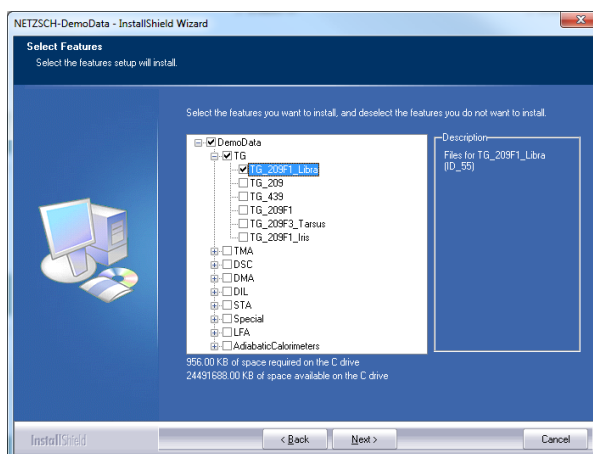 NETZSCH-DemoData - InstallShield Wizard
Select Features
Select the features setup will install.
Select the features you want to install, and deselect the features you do not want to install.
DemoData
TG
TG_209F1_Libra
TG_209
TG_439
TG_209F1
TG_209F3_Tarsus
TG_209F1_Iris
TMA
DSC
DMA
DIL
STA
Special
LFA
AdiabaticCalorimeters
Description
Files for TG_209F1_Libra
(ID_55)
956.00 KB of space required on the C drive
24491688.00 KB of space available on the C drive
InstallShield
< Back
Next >
Cancel